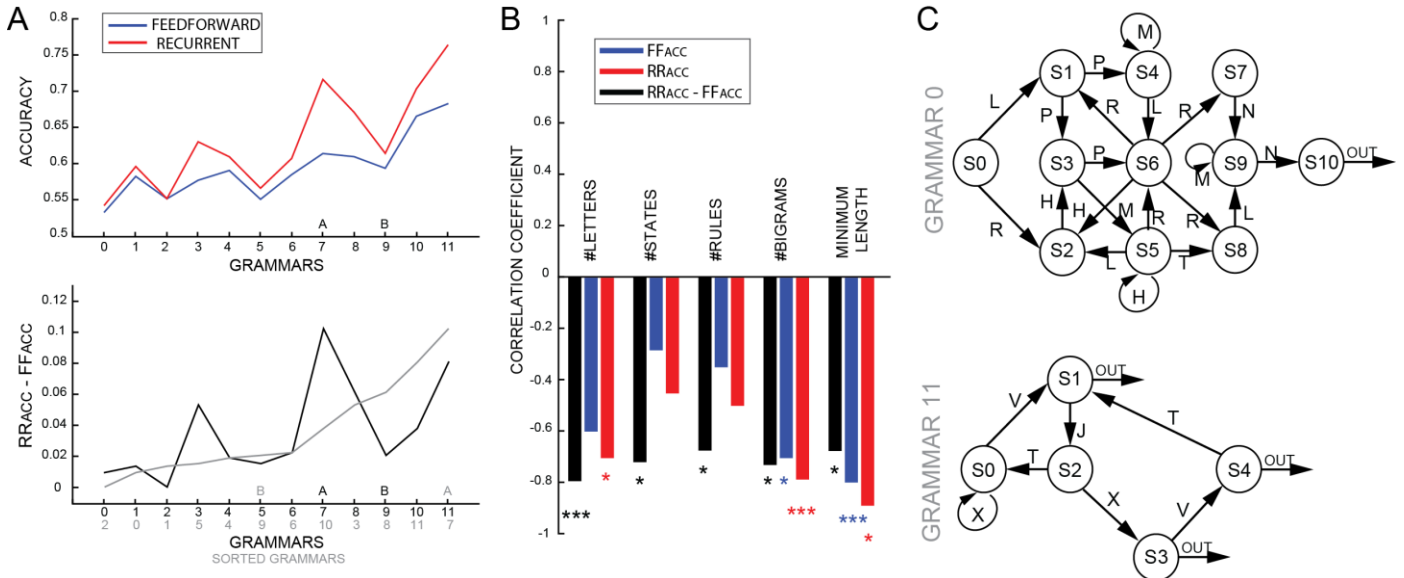 A
FEEDFORWARD
RECURRENT
ACCURACY
0.8
0.75
0.7
0.65
0.6
0.55
0.5
A B
0 1 2 3 4 5 6 7 8 9 10 11
GRAMMARS
RRACC - FFACC
0.12
0.1
0.08
0.06
0.04
0.02
0
B A B A
0 1 2 3 4 5 6 7 8 9 10 11
2 0 1 5 4 9 6 10 3 8 11 7
GRAMMARS
SORTED GRAMMARS
B
CORRELATION COEFFICIENT
1
0.8
0.6
0.4
0.2
0
-0.2
-0.4
-0.6
-0.8
-1
FFACC
RRACC
RRACC - FFACC
#LETTERS
#STATES
#RULES
#BIGRAMS
MINIMUM
LENGTH
* * * * * *
*** *** *** *
C
GRAMMAR 0
M
S1 P S4 S7
L P R L R N
S0 S3 P S6 S9 N S10 OUT
M
R H H M R R L
S2 L S5 T S8
H
GRAMMAR 11
S1 OUT
V J T
S0 T S2 S4 OUT
X X V
S3 OUT